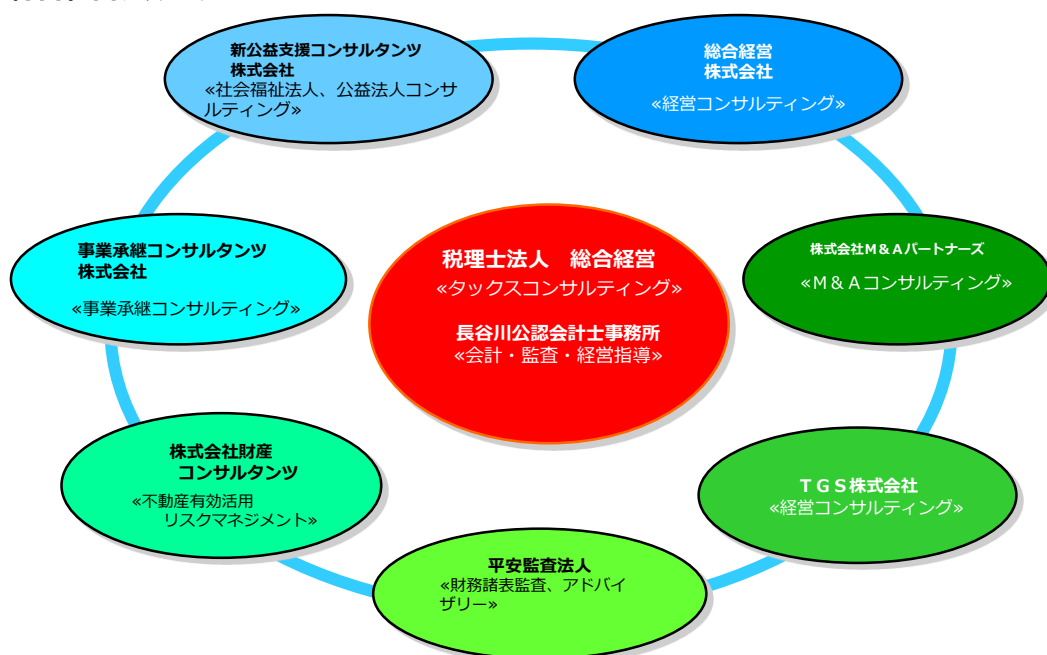 新公益支援コンサルタンツ
株式会社
≪社会福祉法人、公益法人コンサ
ルティング≫
総合経営
株式会社
≪経営コンサルティング≫
事業承継コンサルタンツ
株式会社
≪事業承継コンサルティング≫
税理士法人　総合経営
≪タックスコンサルティング≫
長谷川公認会計士事務所
≪会計・監査・経営指導≫
株式会社M&Aパートナーズ
≪Ｍ＆Ａコンサルティング≫
株式会社財産
コンサルタンツ
≪不動産有効活用
リスクマネジメント≫
ＴＧＳ株式会社
≪経営コンサルティング≫
平安監査法人
≪財務諸表監査、アドバイ
ザリー≫